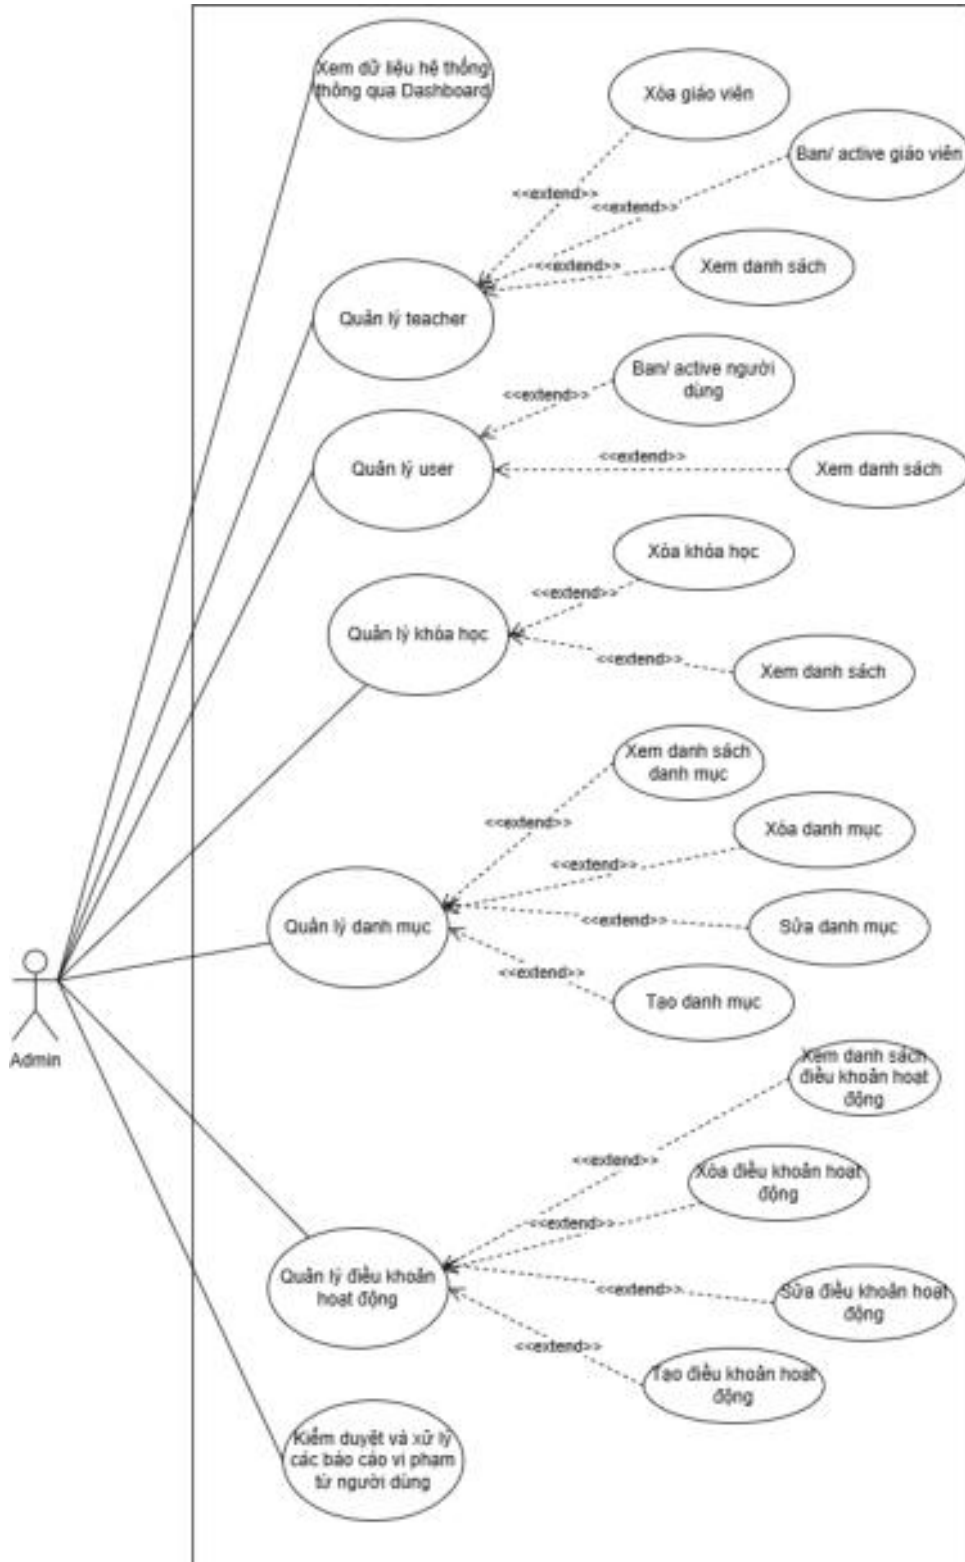 Xem dữ liệu hệ thống
thông qua Dashboard
Xóa giáo viên
Ban/ active giáo viên
<<extend>>
<<extend>>
<<extend>>
Xem danh sách
Quản lý teacher
Ban/ active người
dùng
<<extend>>
Quản lý user
<<extend>>
Xem danh sách
Xóa khóa học
<<extend>>
Quản lý khóa học
<<extend>>
Xem danh sách
Xem danh sách
danh mục
<<extend>>
Xóa danh mục
<<extend>>
Quản lý danh mục
<<extend>>
Sửa danh mục
<<extend>>
Tạo danh mục
Admin
Xem danh sách
điều khoản hoạt
động
<<extend>>
Xóa điều khoản hoạt
động
<<extend>>
Quản lý điều khoản
hoạt động
<<extend>>
Sửa điều khoản hoạt
động
<<extend>>
Tạo điều khoản hoạt
động
Kiểm duyệt và xử lý
các báo cáo vi phạm
từ người dùng